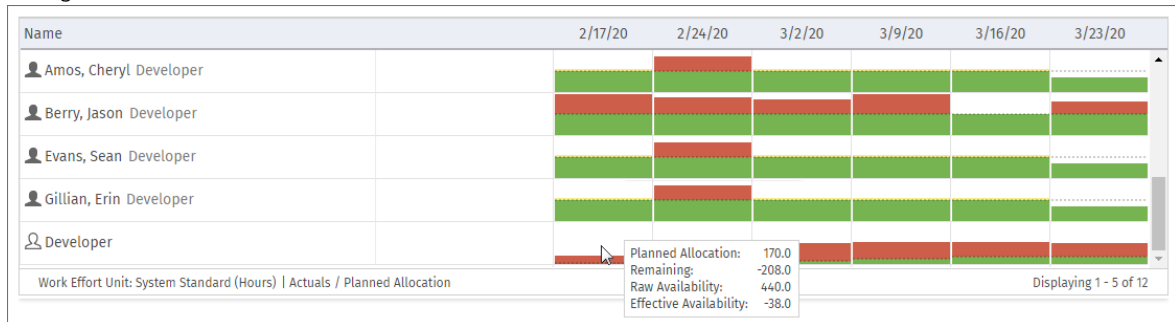 Name 2/17/20 2/24/20 3/2/20 3/9/20 3/16/20 3/23/20
Amos, Cheryl Developer
Berry, Jason Developer
Evans, Sean Developer
Gillian, Erin Developer
Developer
Planned Allocation: 170.0
Remaining: -208.0
Raw Availability: 440.0
Effective Availability: -38.0
Work Effort Unit: System Standard (Hours) | Actuals / Planned Allocation Displaying 1 - 5 of 12